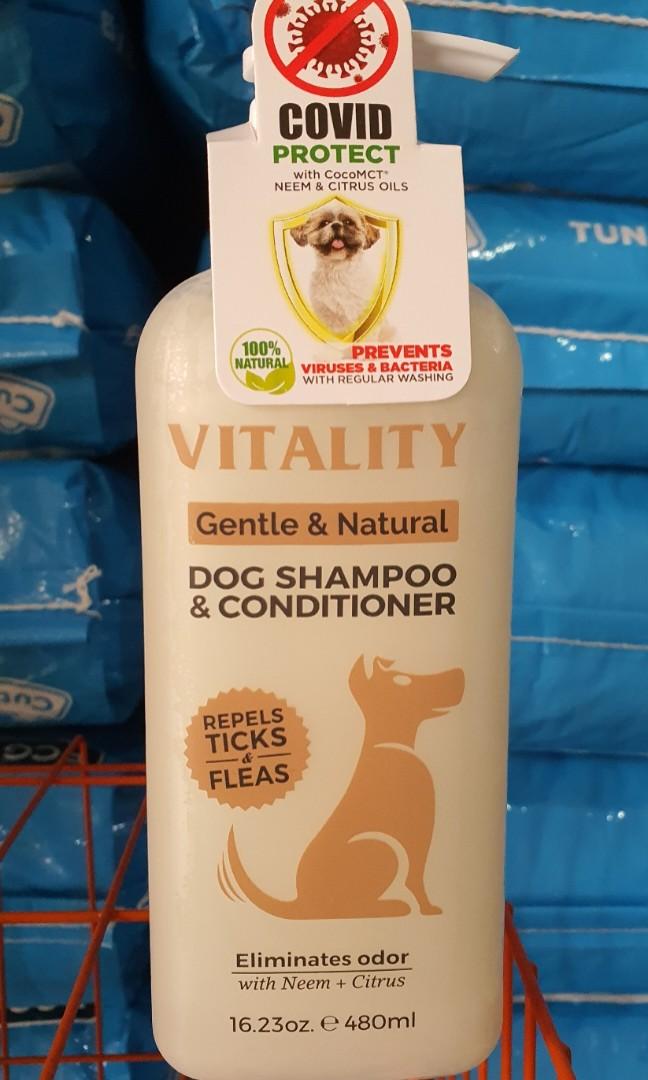 COVID
PROTECT
with CocoMCT®
NEEM & CITRUS OILS
100%
NATURAL
PREVENTS
VIRUSES & BACTERIA
WITH REGULAR WASHING
VITALITY
Gentle & Natural
DOG SHAMPOO
& CONDITIONER
REPELS
TICKS
&
FLEAS
Eliminates odor
with Neem + Citrus
16.23oz. ℮ 480ml
TUN